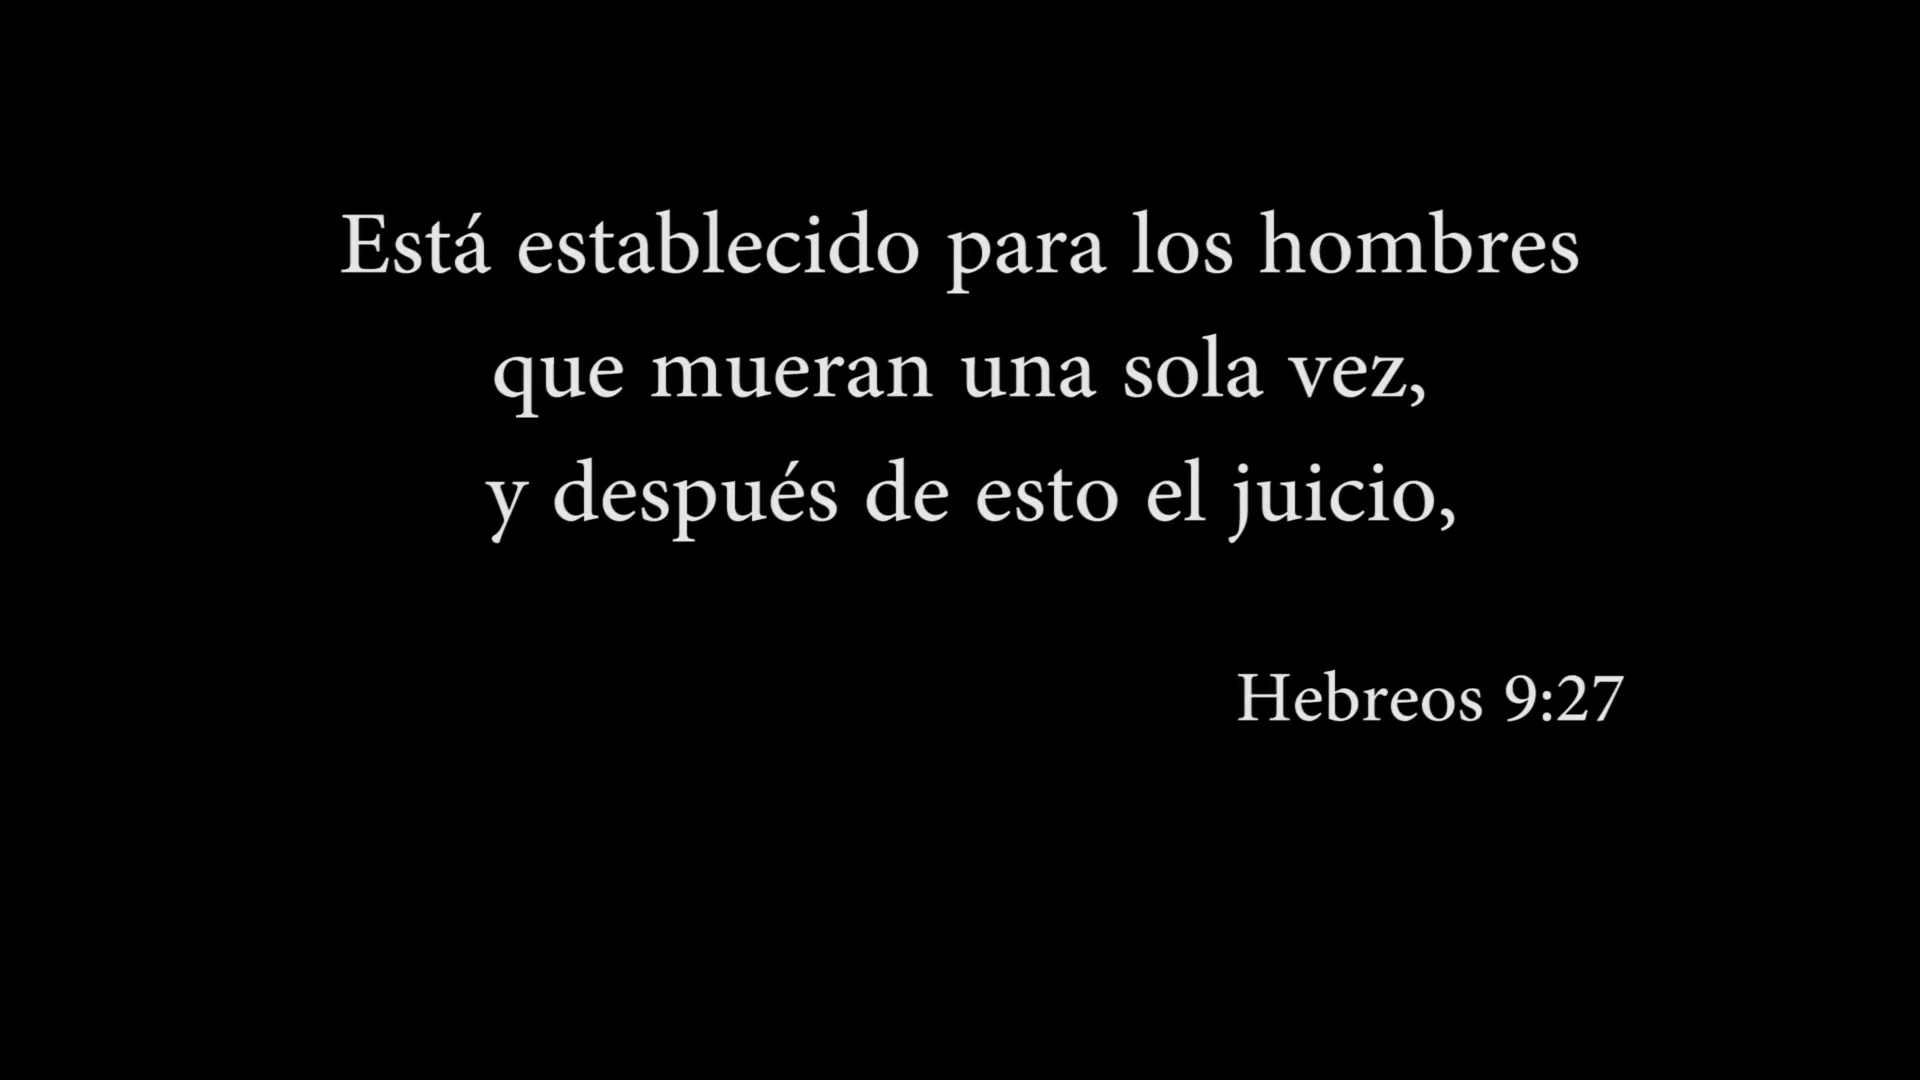 Está establecido para los hombres
que mueran una sola vez,
y después de esto el juicio,
Hebreos 9:27